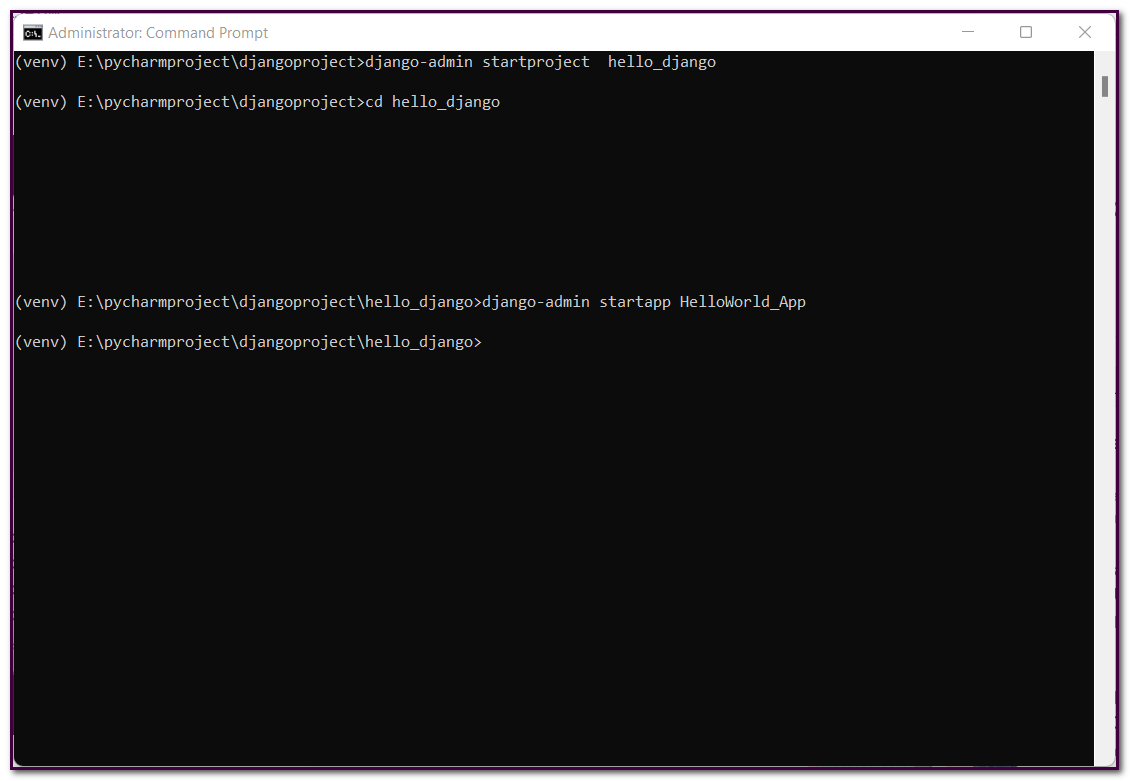 Administrator: Command Prompt
(venv) E:\pycharmproject\djangoproject>django-admin startproject  hello_django
(venv) E:\pycharmproject\djangoproject>cd hello_django
(venv) E:\pycharmproject\djangoproject\hello_django>django-admin startapp HelloWorld_App
(venv) E:\pycharmproject\djangoproject\hello_django>